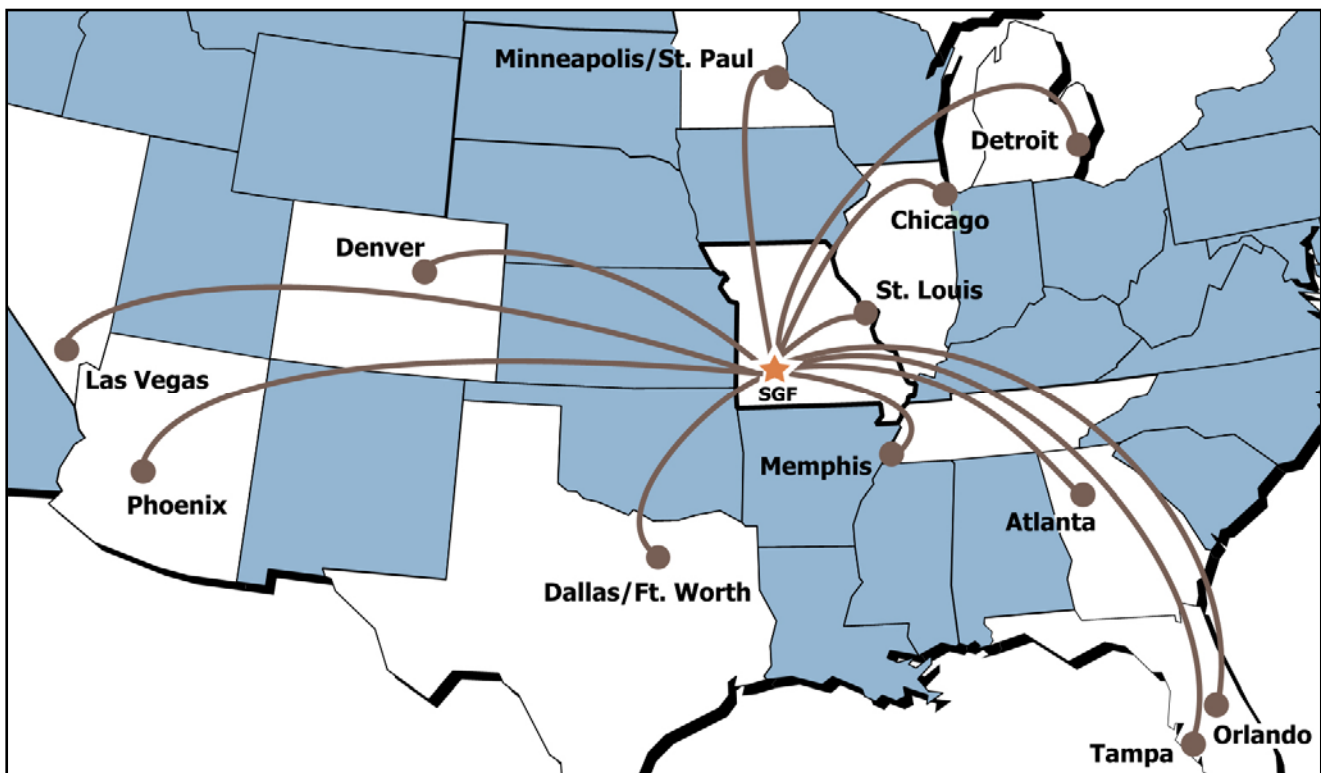 Minneapolis/St. Paul
Detroit
Chicago
Denver
St. Louis
Las Vegas
SGF
Memphis
Phoenix
Atlanta
Dallas/Ft. Worth
Orlando
Tampa